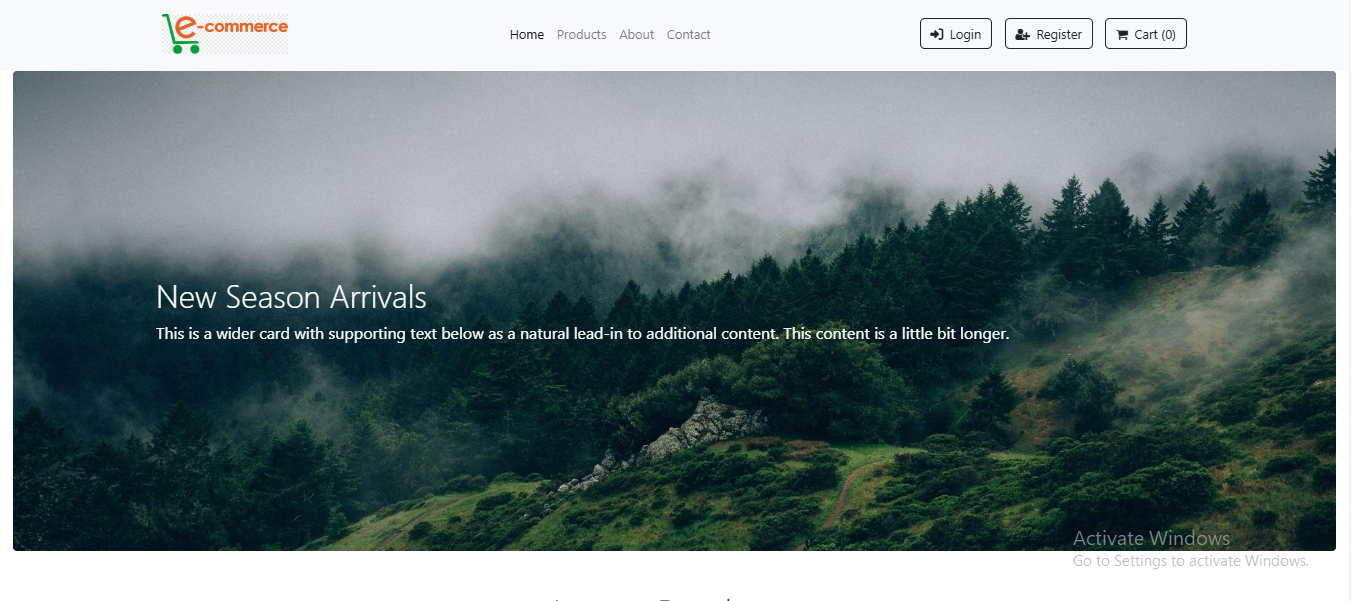 e-commerce
Home Products About Contact
Login Register Cart (0)
New Season Arrivals
This is a wider card with supporting text below as a natural lead-in to additional content. This content is a little bit longer.
Activate Windows
Go to Settings to activate Windows.